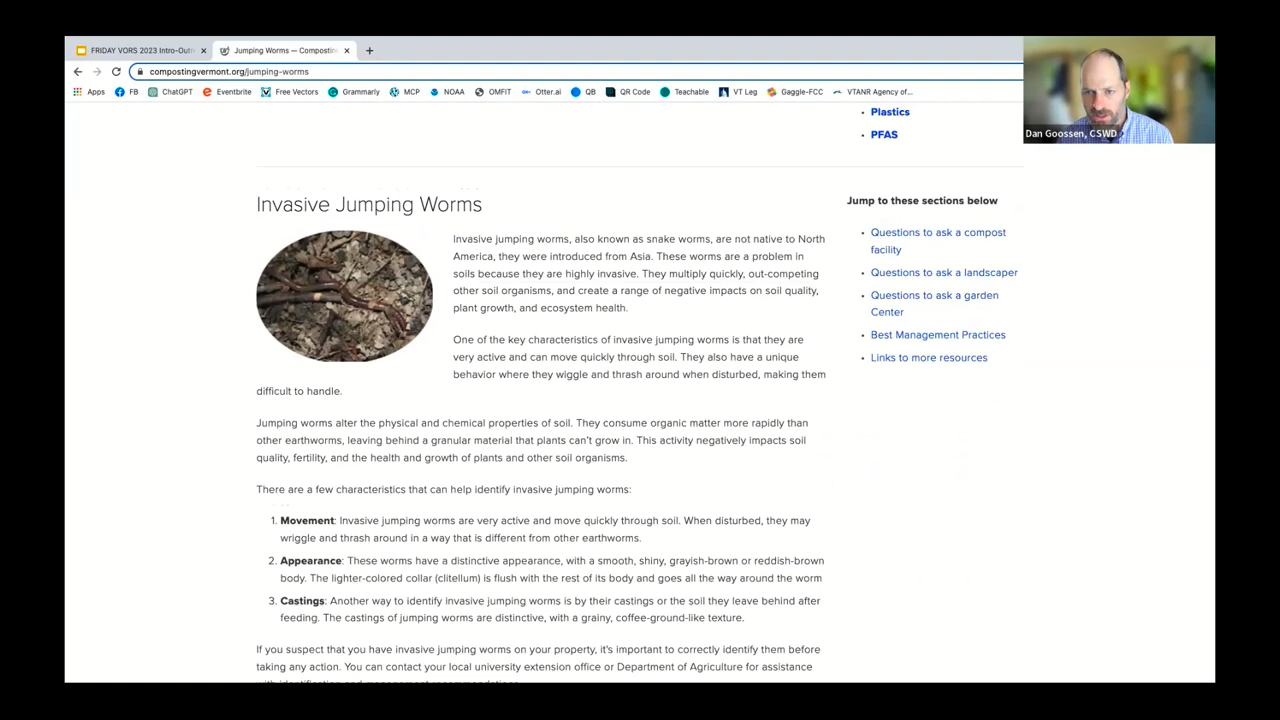 FRIDAY VORS 2023 Intro-Outr
Jumping Worms — Compostin
compostingvermont.org/jumping-worms
Apps FB ChatGPT Eventbrite Free Vectors Grammarly MCP NOAA OMFIT Otter.ai QB QR Code Teachable VT Leg Gaggle-FCC VTANR Agency of...
Dan Goossen, CSWD
Plastics
PFAS
Invasive Jumping Worms
Invasive jumping worms, also known as snake worms, are not native to North
America, they were introduced from Asia. These worms are a problem in
soils because they are highly invasive. They multiply quickly, out-competing
other soil organisms, and create a range of negative impacts on soil quality,
plant growth, and ecosystem health.
One of the key characteristics of invasive jumping worms is that they are
very active and can move quickly through soil. They also have a unique
behavior where they wiggle and thrash around when disturbed, making them
difficult to handle.
Jumping worms alter the physical and chemical properties of soil. They consume organic matter more rapidly than
other earthworms, leaving behind a granular material that plants can't grow in. This activity negatively impacts soil
quality, fertility, and the health and growth of plants and other soil organisms.
There are a few characteristics that can help identify invasive jumping worms:
1. Movement: Invasive jumping worms are very active and move quickly through soil. When disturbed, they may
wriggle and thrash around in a way that is different from other earthworms.
2. Appearance: These worms have a distinctive appearance, with a smooth, shiny, grayish-brown or reddish-brown
body. The lighter-colored collar (clitellum) is flush with the rest of its body and goes all the way around the worm
3. Castings: Another way to identify invasive jumping worms is by their castings or the soil they leave behind after
feeding. The castings of jumping worms are distinctive, with a grainy, coffee-ground-like texture.
If you suspect that you have invasive jumping worms on your property, it's important to correctly identify them before
taking any action. You can contact your local university extension office or Department of Agriculture for assistance
with identification and management recommendations.
Jump to these sections below
Questions to ask a compost
facility
Questions to ask a landscaper
Questions to ask a garden
Center
Best Management Practices
Links to more resources